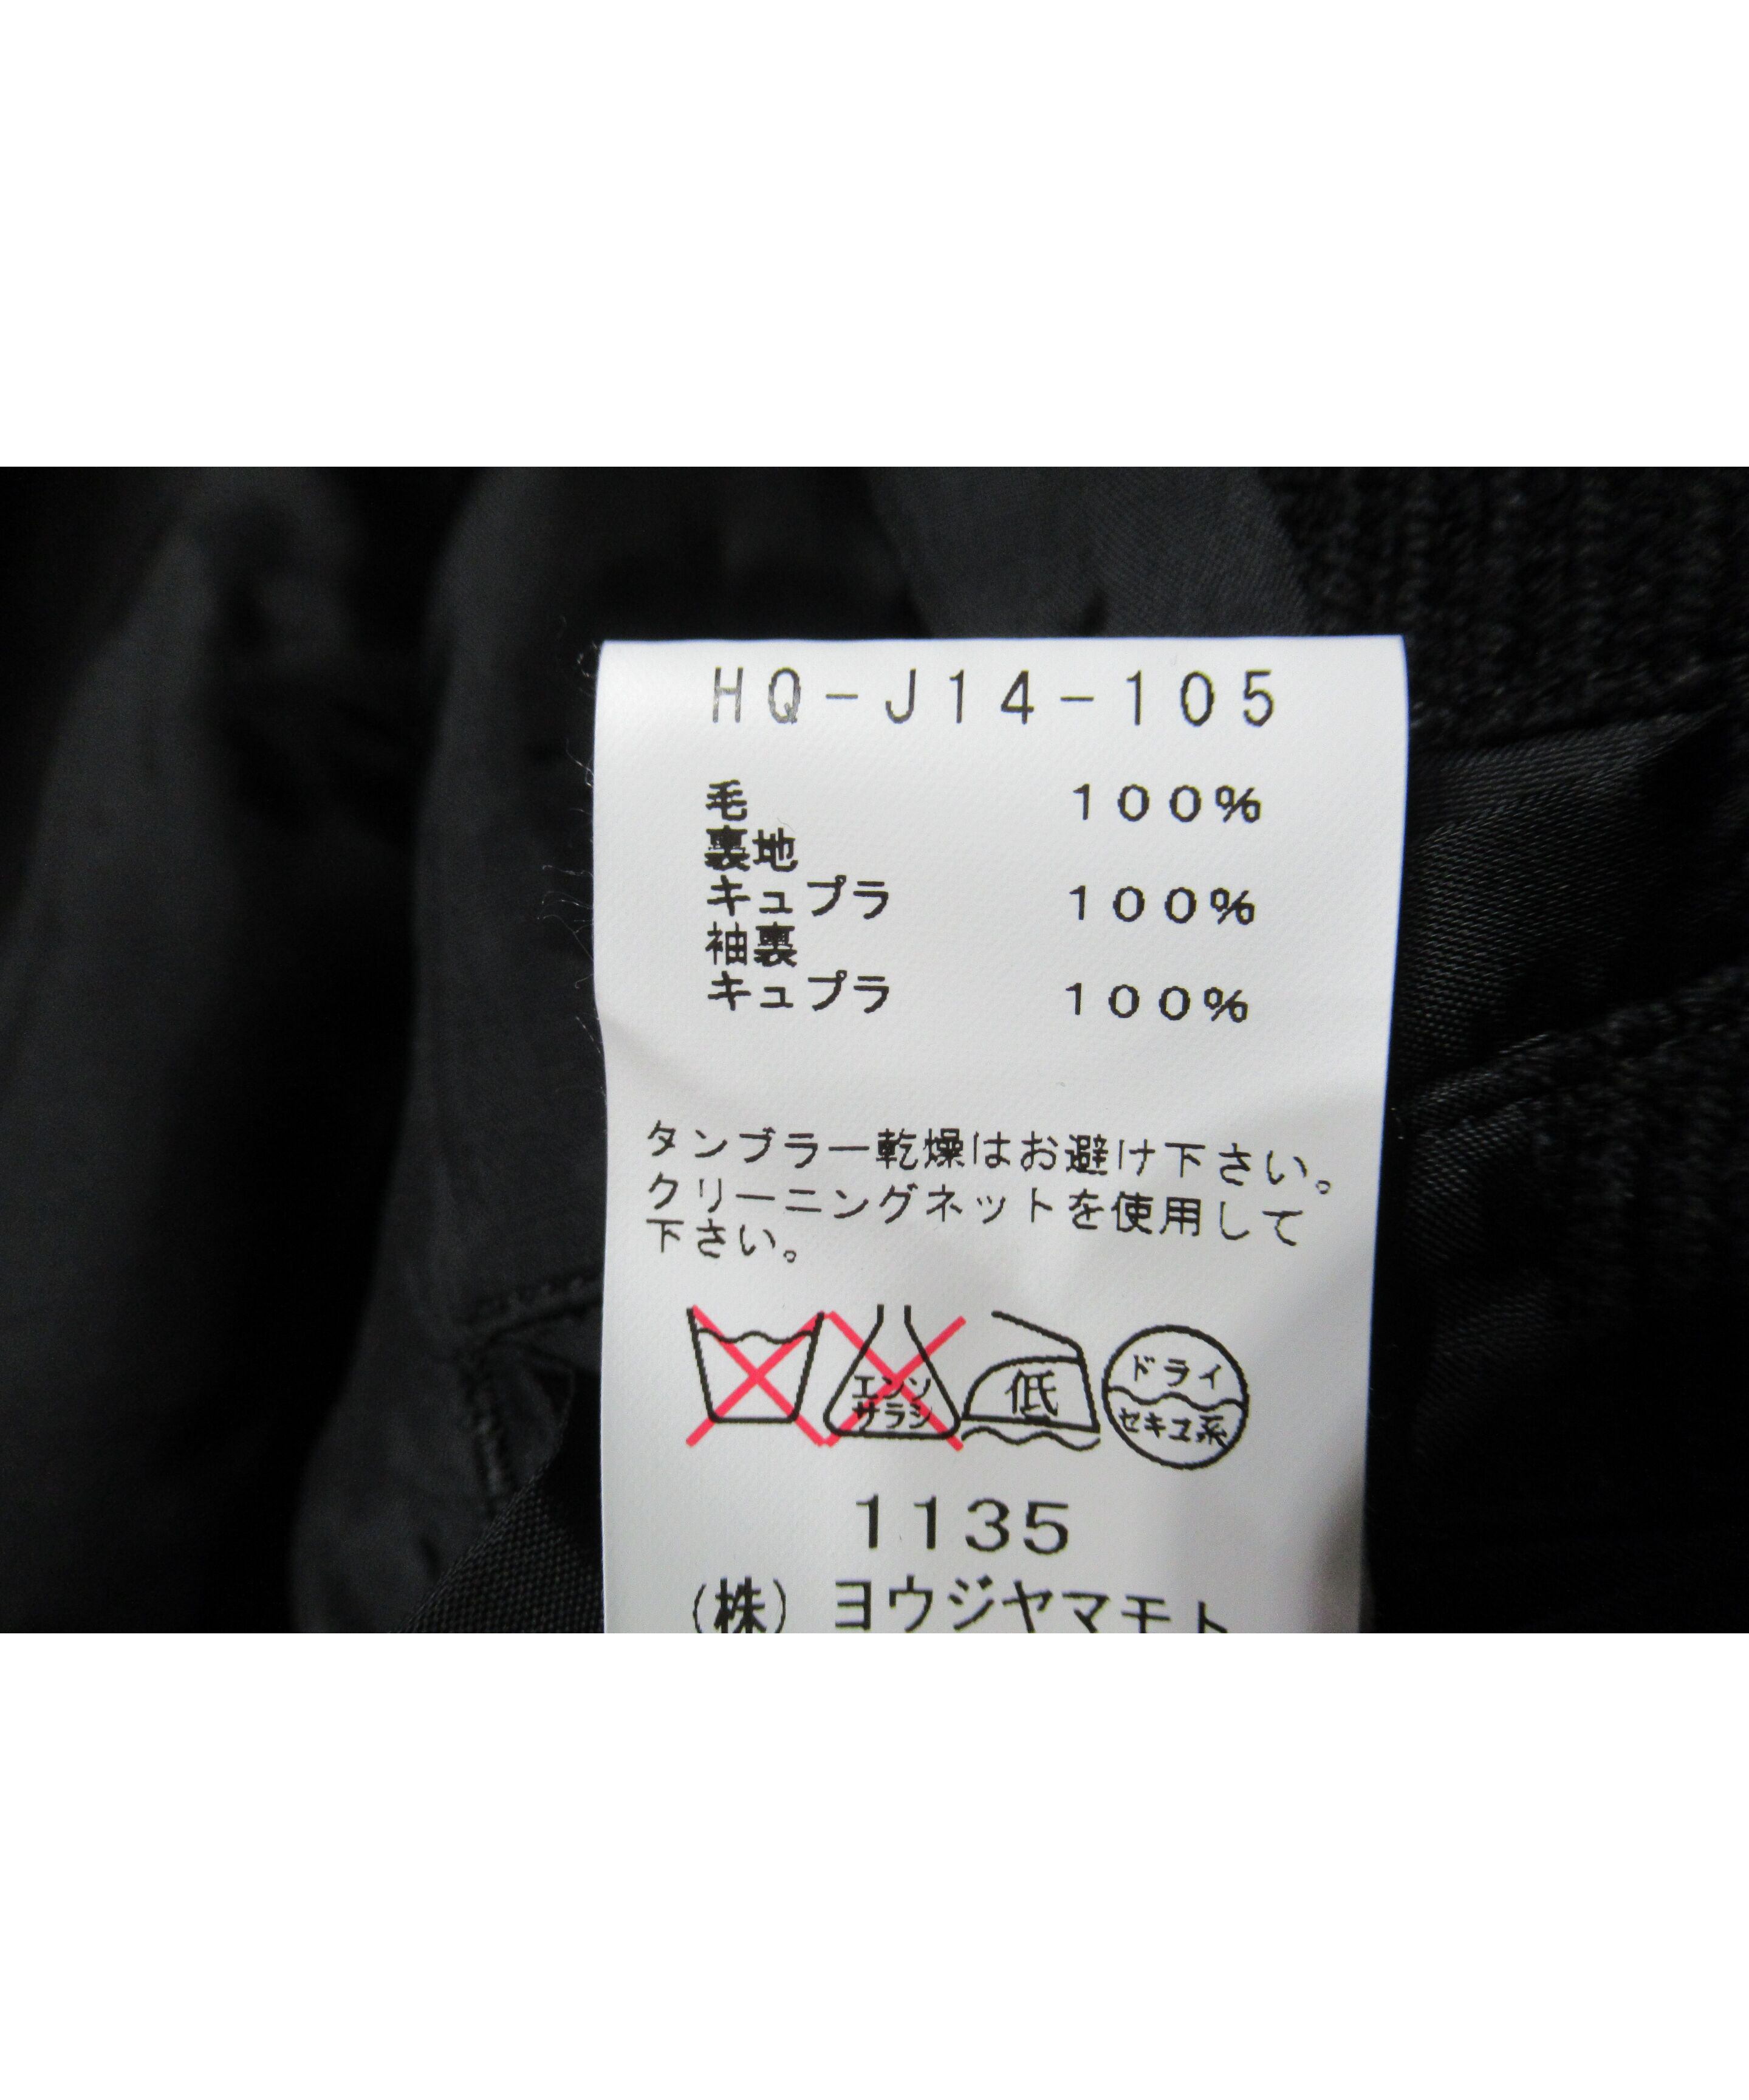 HQ-J14-105
毛 100%
裏地
キュプラ 100%
袖裏
キュプラ 100%
タンブラー乾燥はお避け下さい。
クリーニングネットを使用して
下さい。
エンソ
サラシ
低
ドライ
セキユ系
1135
(株)ヨウジヤマモト